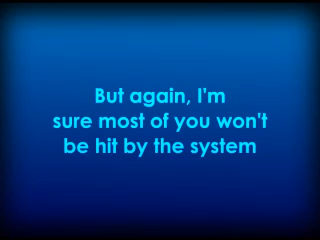 But again, I'm
sure most of you won't
be hit by the system